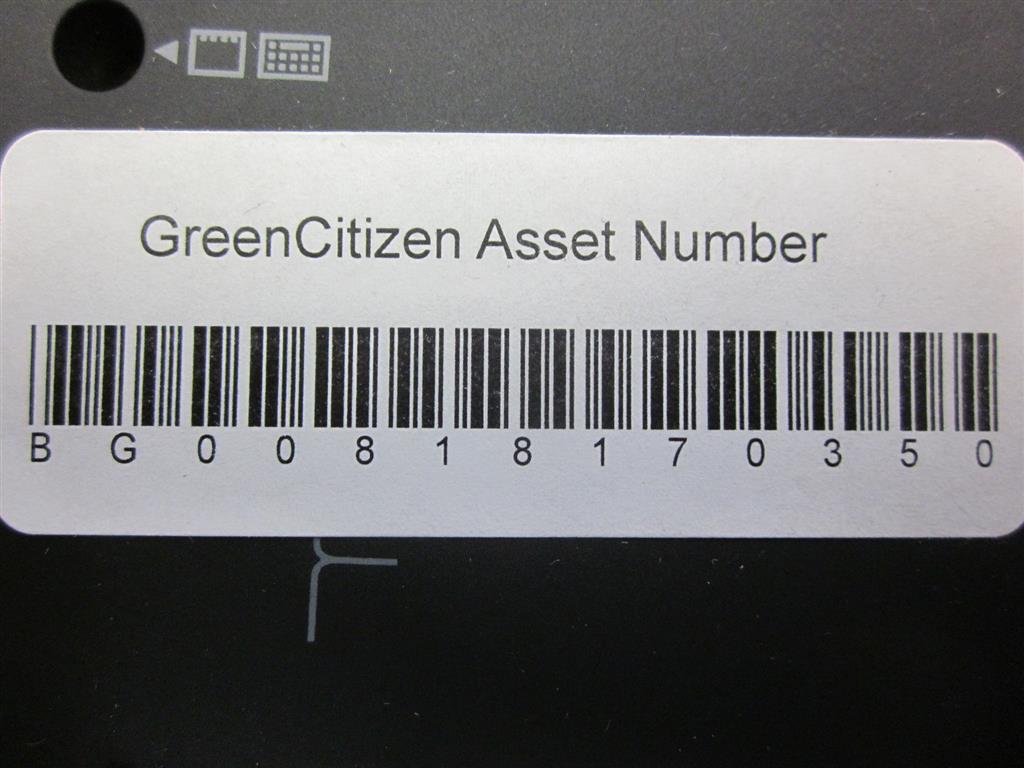 GreenCitizen Asset Number
B G 0 0 8 1 8 1 7 0 3 5 0